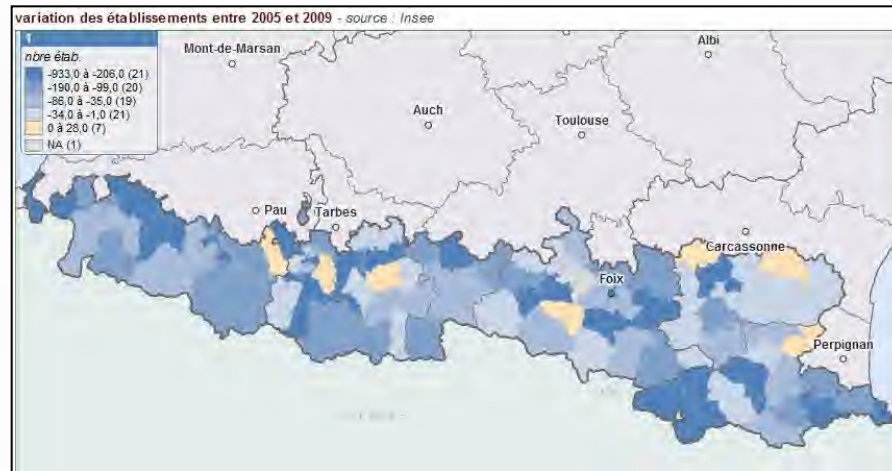 variation des établissements entre 2005 et 2009 - source : Insee
nbre étab.
-933,0 à -206,0 (21)
-190,0 à -99,0 (20)
-86,0 à -35,0 (19)
-34,0 à -1,0 (21)
0 à 28,0 (7)
NA (1)
Mont-de-Marsan
Albi
Auch
Toulouse
Pau
Tarbes
Carcassonne
Foix
Perpignan